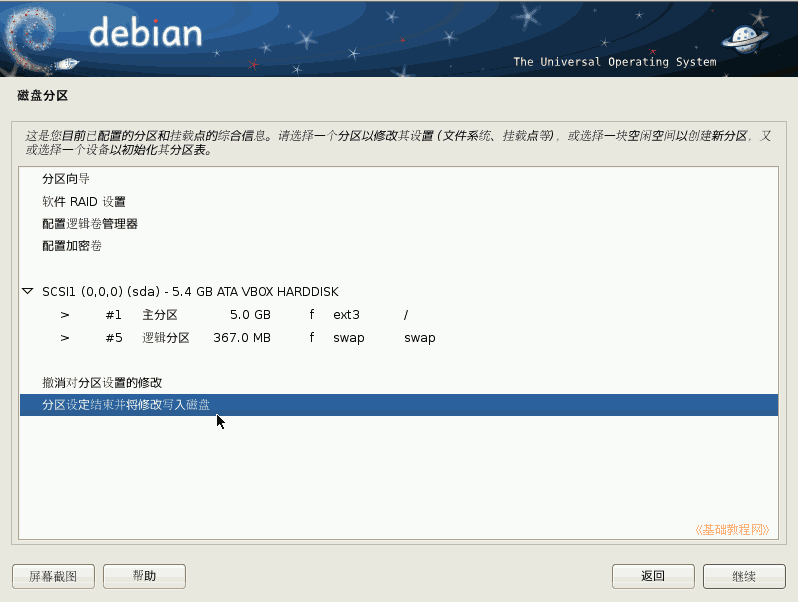 debian
The Universal Operating System
磁盘分区
这是您目前已配置的分区和挂载点的综合信息。请选择一个分区以修改其设置 (文件系统、挂载点等)，或选择一块空闲空间以创建新分区，又
或选择一个设备以初始化其分区表。
分区向导
软件 RAID 设置
配置逻辑卷管理器
配置加密卷
SCSI1 (0,0,0) (sda) - 5.4 GB ATA VBOX HARDDISK
> #1 主分区 5.0 GB f ext3 /
> #5 逻辑分区 367.0 MB f swap swap
撤消对分区设置的修改
分区设定结束并将修改写入磁盘
《基础教程网》
屏幕截图 帮助 返回 继续